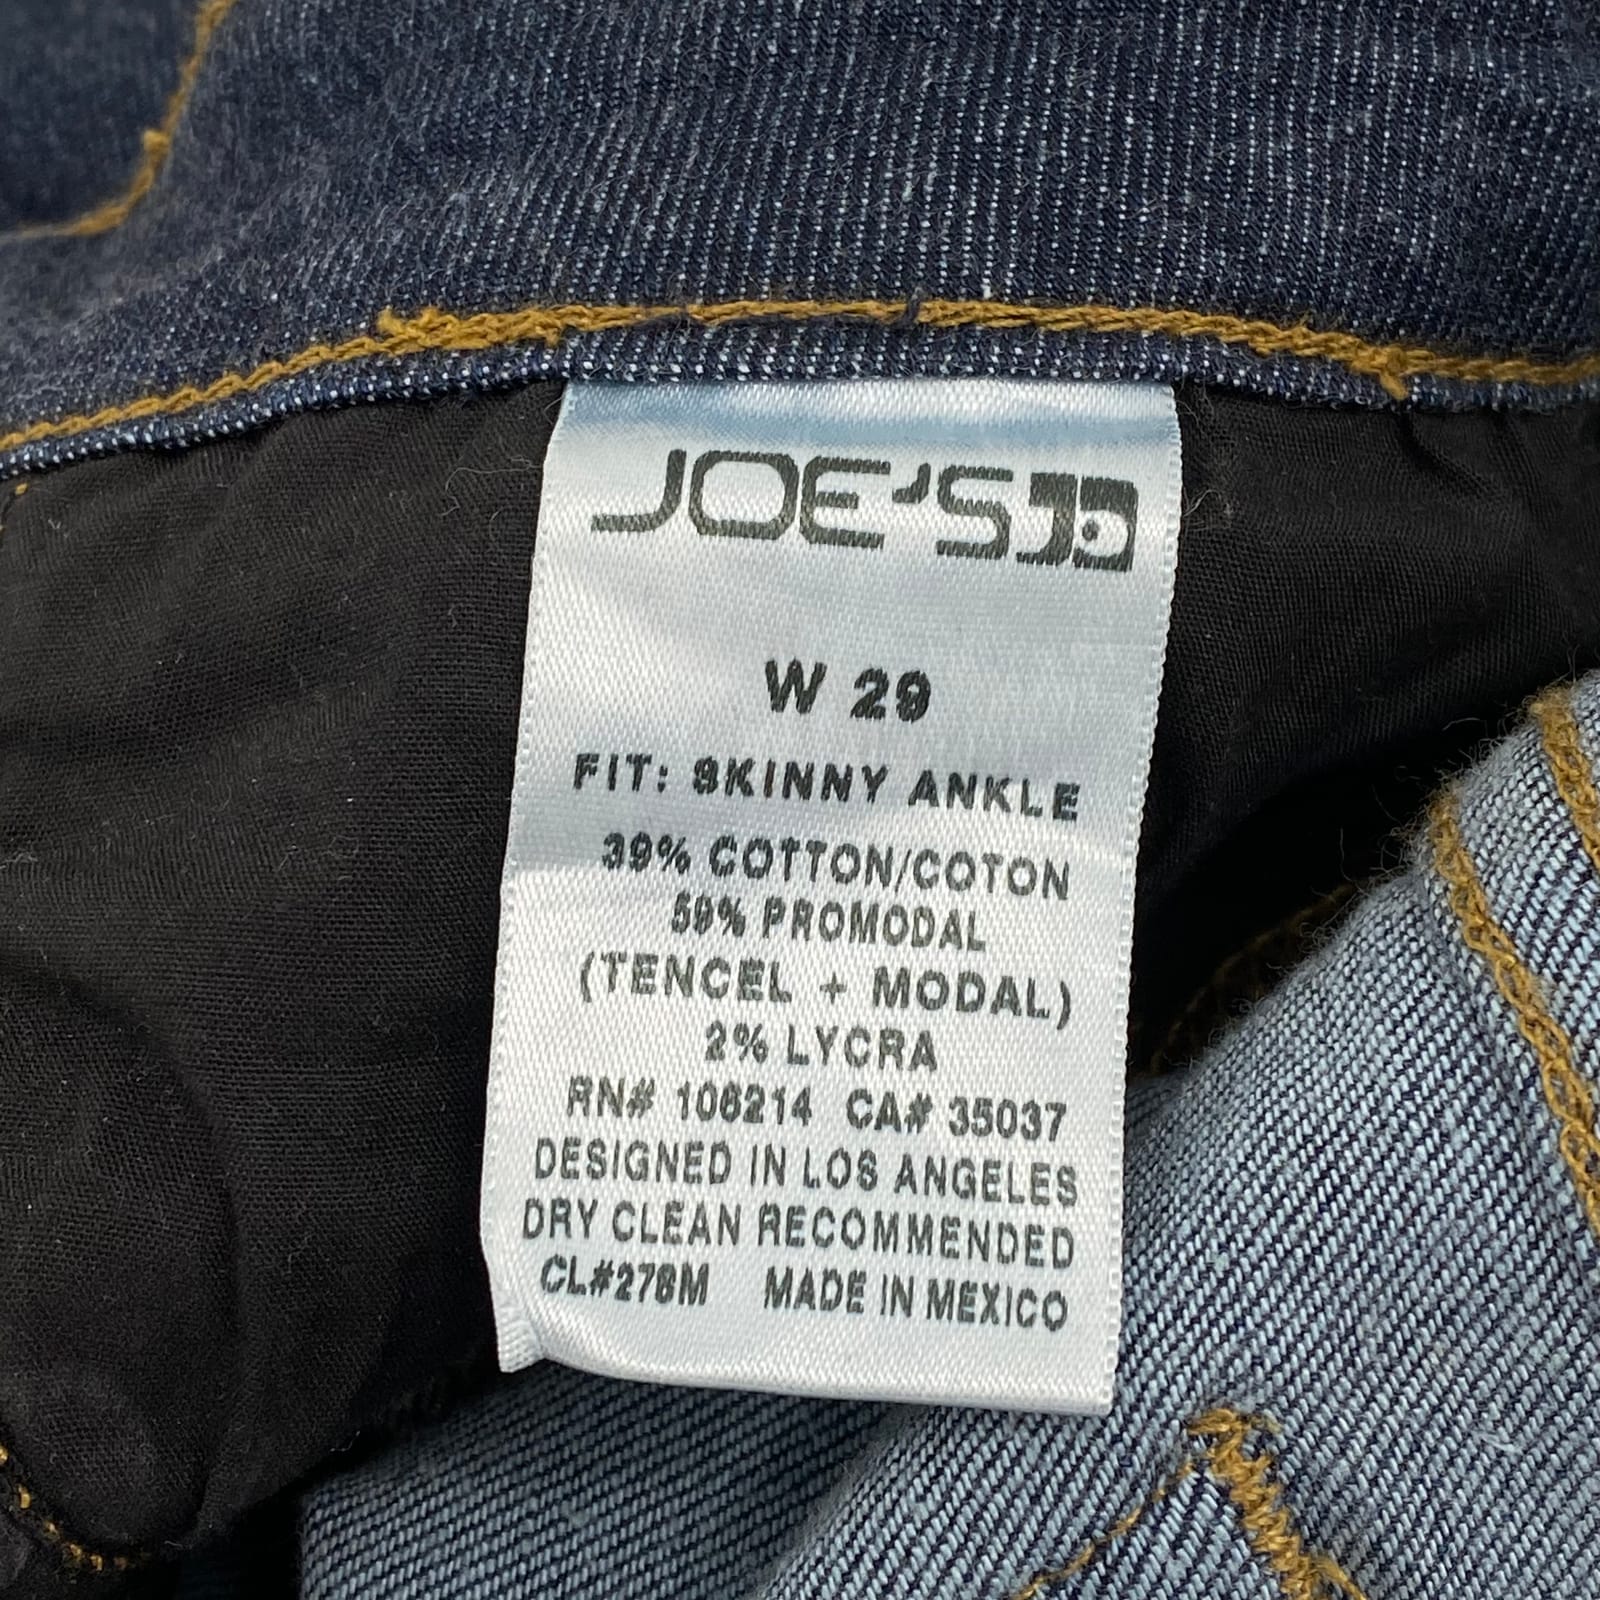 JOE'S
W 29
FIT: SKINNY ANKLE
39% COTTON/COTON
59% PROMODAL
(TENCEL + MODAL)
2% LYCRA
RN# 106214 CA# 35037
DESIGNED IN LOS ANGELES
DRY CLEAN RECOMMENDED
CL#276M MADE IN MEXICO